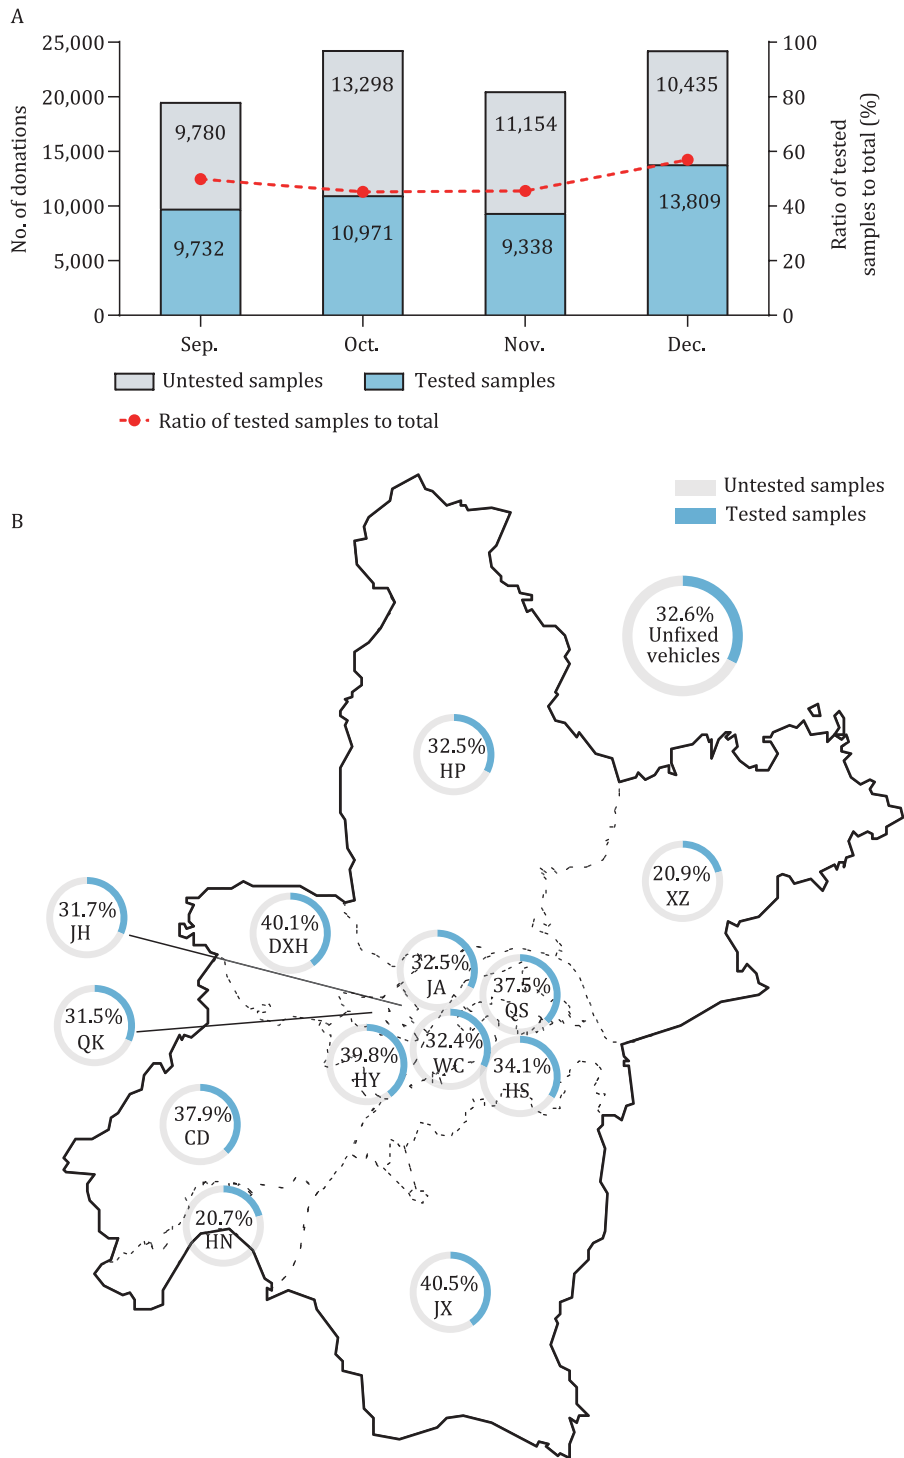 A
25,000
20,000
15,000
10,000
5,000
0
No. of donations
9,780
9,732
13,298
10,971
11,154
9,338
10,435
13,809
100
80
60
40
20
0
Ratio of tested
samples to total (%)
Sep.
Oct.
Nov.
Dec.
Untested samples
Tested samples
Ratio of tested samples to total
B
Untested samples
Tested samples
32.6%
Unfixed
vehicles
32.5%
HP
20.9%
XZ
31.7%
JH
40.1%
DXH
32.5%
JA
37.5%
QS
31.5%
QK
39.8%
HY
32.4%
WC
34.1%
HS
37.9%
CD
20.7%
HN
40.5%
JX